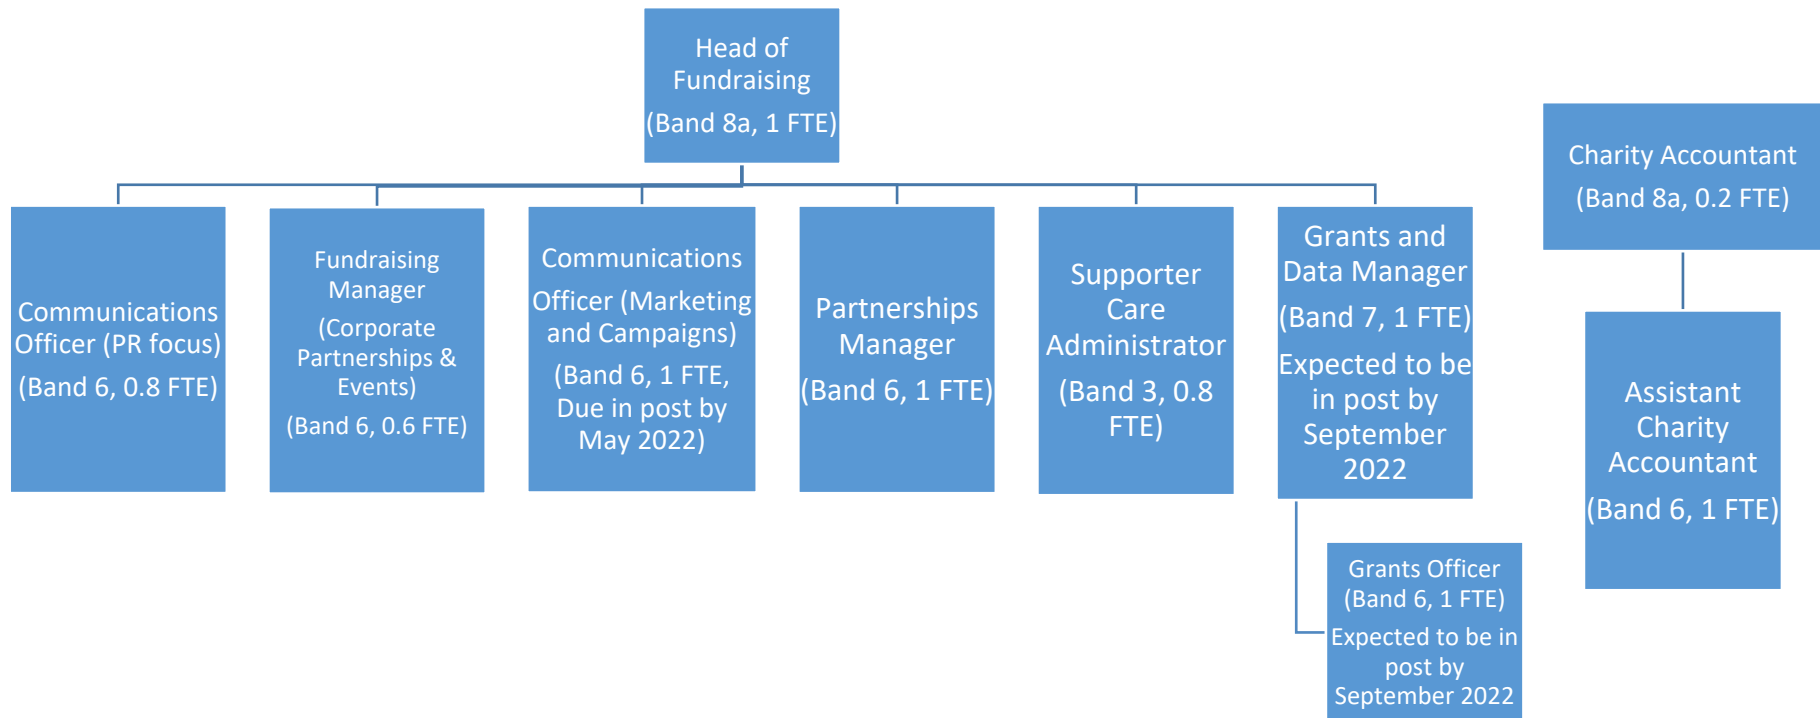 Head of
Fundraising
(Band 8a, 1 FTE)
Charity Accountant
(Band 8a, 0.2 FTE)
Communications
Officer (PR focus)
(Band 6, 0.8 FTE)
Fundraising
Manager
(Corporate
Partnerships &
Events)
(Band 6, 0.6 FTE)
Communications
Officer (Marketing
and Campaigns)
(Band 6, 1 FTE,
Due in post by
May 2022)
Partnerships
Manager
(Band 6, 1 FTE)
Supporter
Care
Administrator
(Band 3, 0.8
FTE)
Grants and
Data Manager
(Band 7, 1 FTE)
Expected to be
in post by
September
2022
Assistant
Charity
Accountant
(Band 6, 1 FTE)
Grants Officer
(Band 6, 1 FTE)
Expected to be in
post by
September 2022